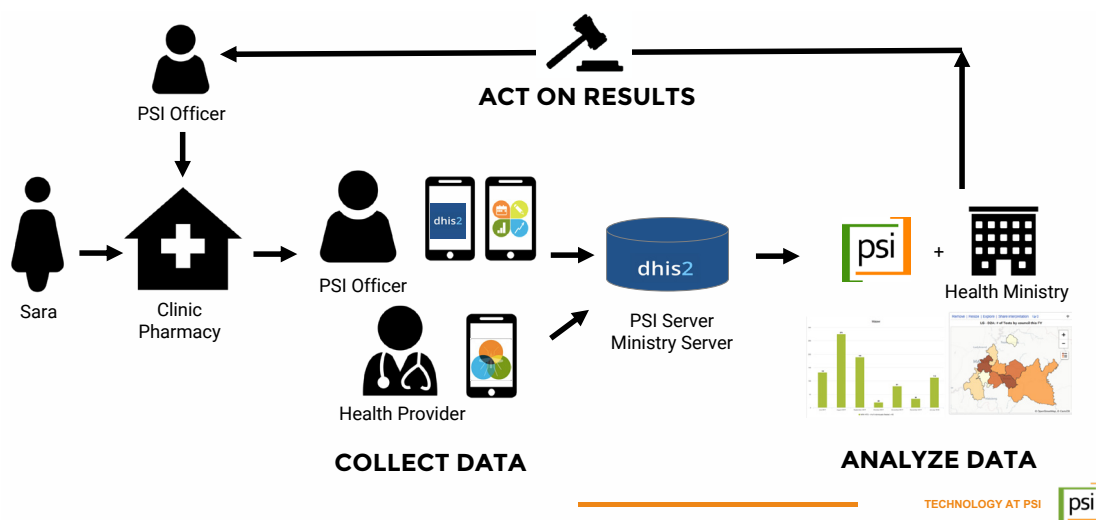 PSI Officer
ACT ON RESULTS
Sara
Clinic
Pharmacy
PSI Officer
dhis2
Health Provider
dhis2
PSI Server
Ministry Server
psi
+
Health Ministry
COLLECT DATA
ANALYZE DATA
TECHNOLOGY AT PSI
psi